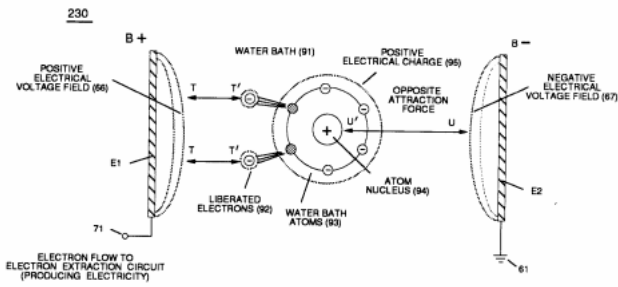 230
B +
B −
WATER BATH (91)
POSITIVE
ELECTRICAL CHARGE (95)
POSITIVE
ELECTRICAL
VOLTAGE FIELD (66)
OPPOSITE
ATTRACTION
FORCE
NEGATIVE
ELECTRICAL
VOLTAGE FIELD (67)
T
T'
+
U'
U
T
T'
E1
E2
LIBERATED
ELECTRONS (92)
WATER BATH
ATOMS (93)
ATOM
NUCLEUS (94)
71
61
ELECTRON FLOW TO
ELECTRON EXTRACTION CIRCUIT
(PRODUCING ELECTRICITY)